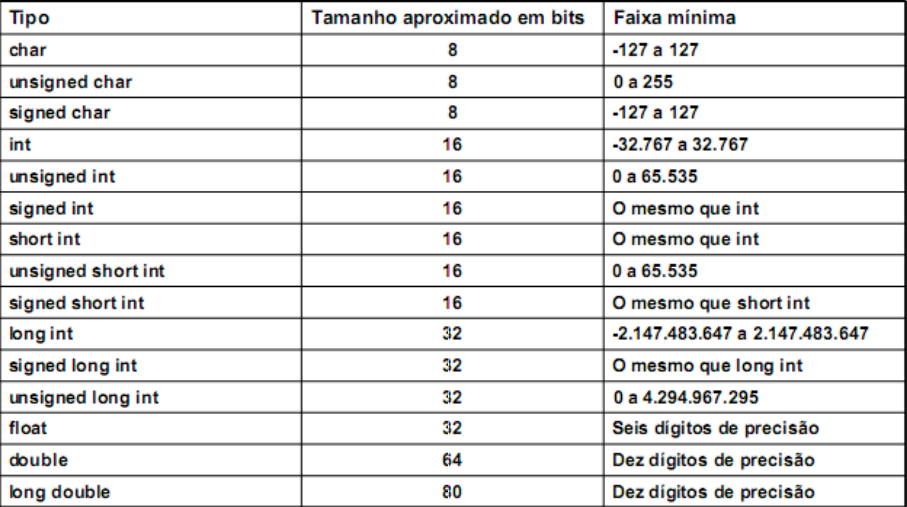 Tipo Tamanho aproximado em bits Faixa mínima
char 8 -127 a 127
unsigned char 8 0 a 255
signed char 8 -127 a 127
int 16 -32.767 a 32.767
unsigned int 16 0 a 65.535
signed int 16 O mesmo que int
short int 16 O mesmo que int
unsigned short int 16 0 a 65.535
signed short int 16 O mesmo que short int
long int 32 -2.147.483.647 a 2.147.483.647
signed long int 32 O mesmo que long int
unsigned long int 32 0 a 4.294.967.295
float 32 Seis dígitos de precisão
double 64 Dez dígitos de precisão
long double 80 Dez dígitos de precisão